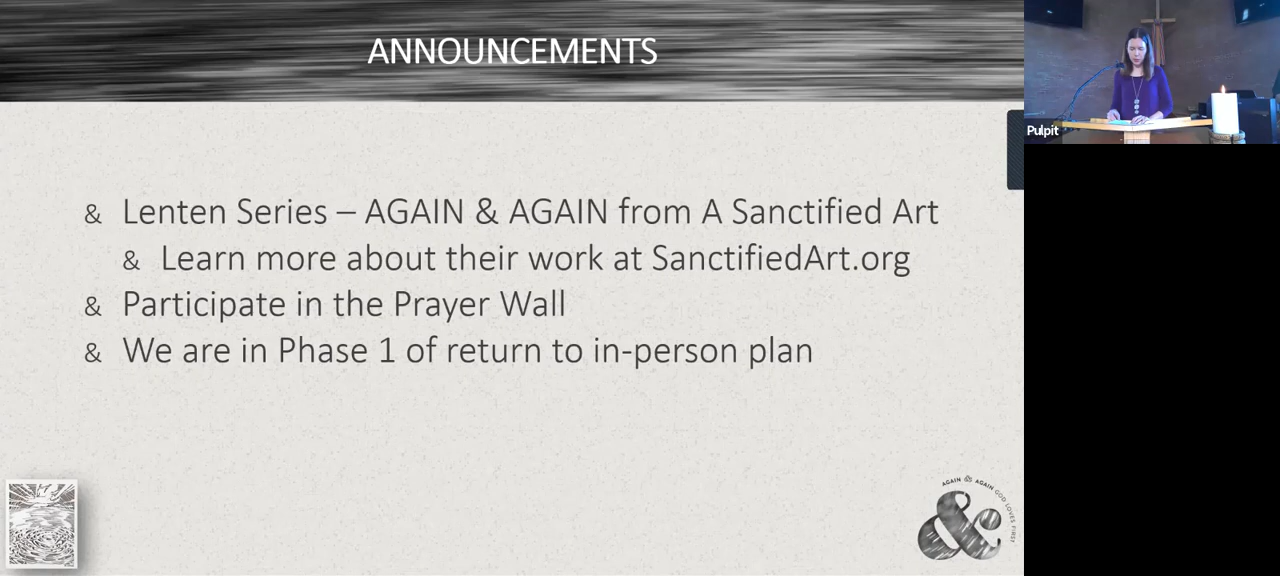 ANNOUNCEMENTS
& Lenten Series – AGAIN & AGAIN from A Sanctified Art
& Learn more about their work at SanctifiedArt.org
& Participate in the Prayer Wall
& We are in Phase 1 of return to in-person plan
Pulpit
AGAIN & AGAIN GOD LOVES FIRST
&